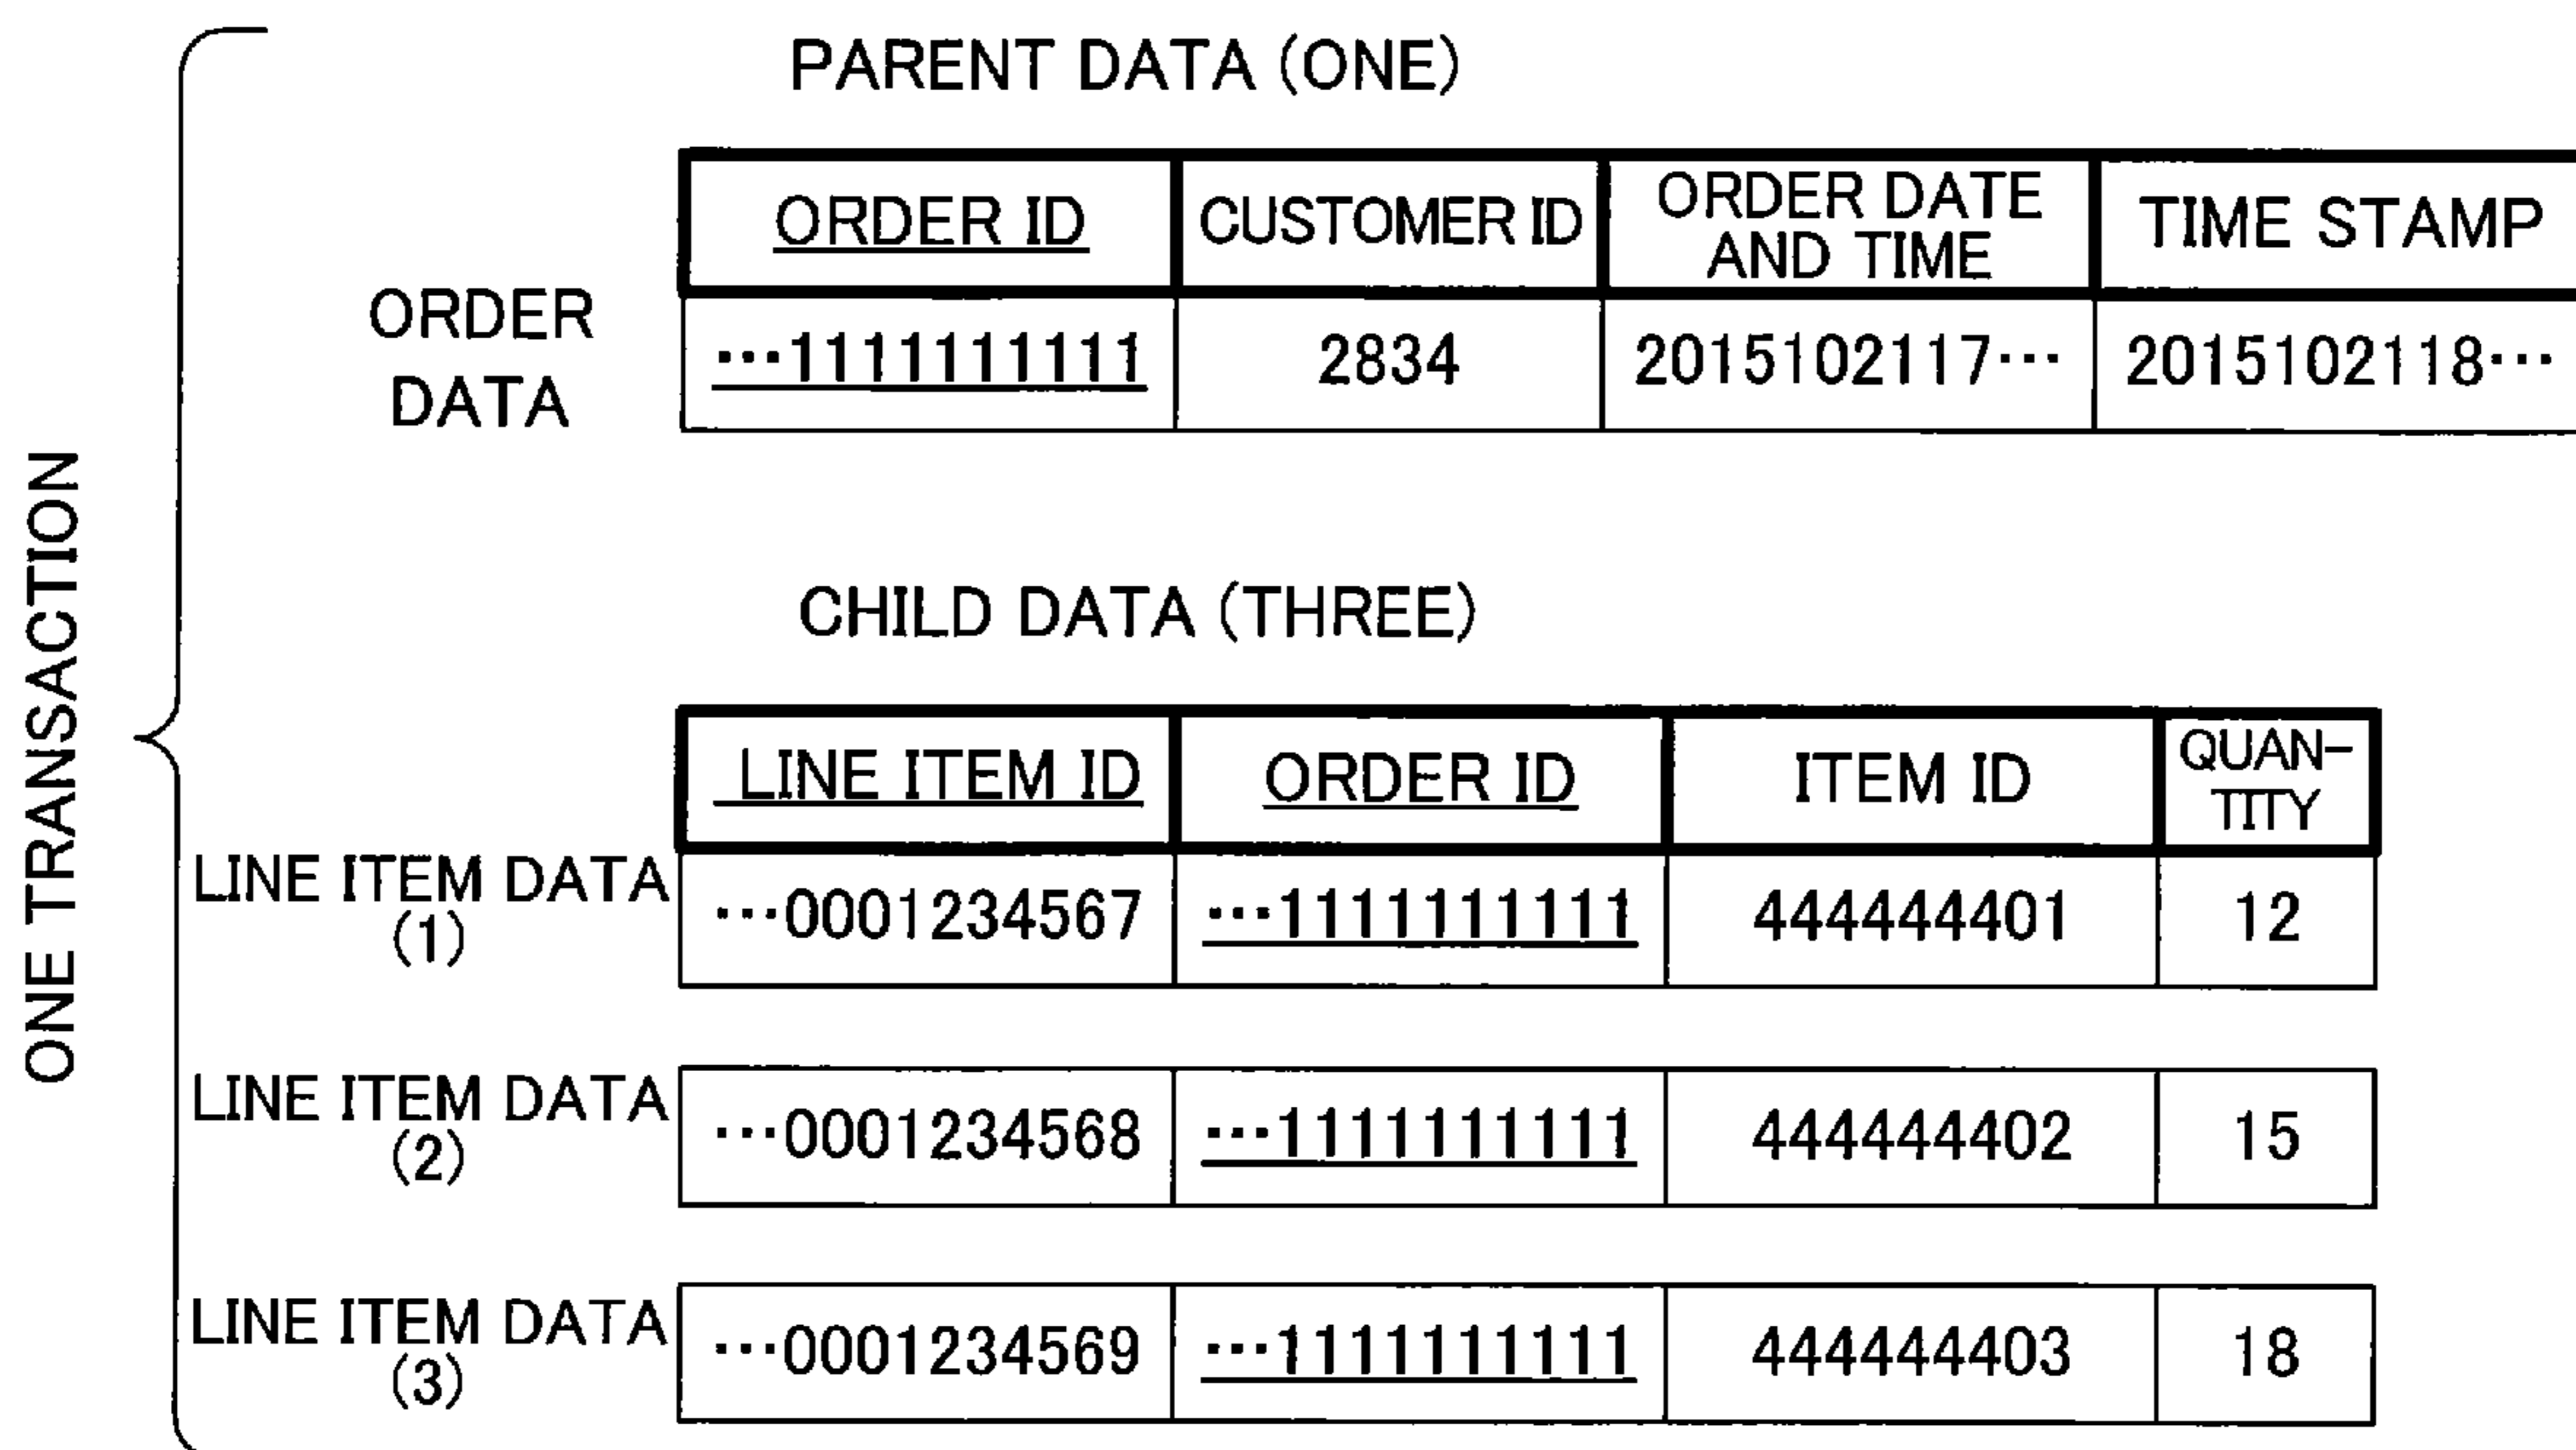 ONE TRANSACTION
PARENT DATA (ONE)
ORDER ID CUSTOMER ID ORDER DATE AND TIME TIME STAMP
ORDER DATA
···1111111111 2834 2015102117··· 2015102118···
CHILD DATA (THREE)
LINE ITEM ID ORDER ID ITEM ID QUAN-TITY
LINE ITEM DATA (1) ···0001234567 ···1111111111 444444401 12
LINE ITEM DATA (2) ···0001234568 ···1111111111 444444402 15
LINE ITEM DATA (3) ···0001234569 ···1111111111 444444403 18